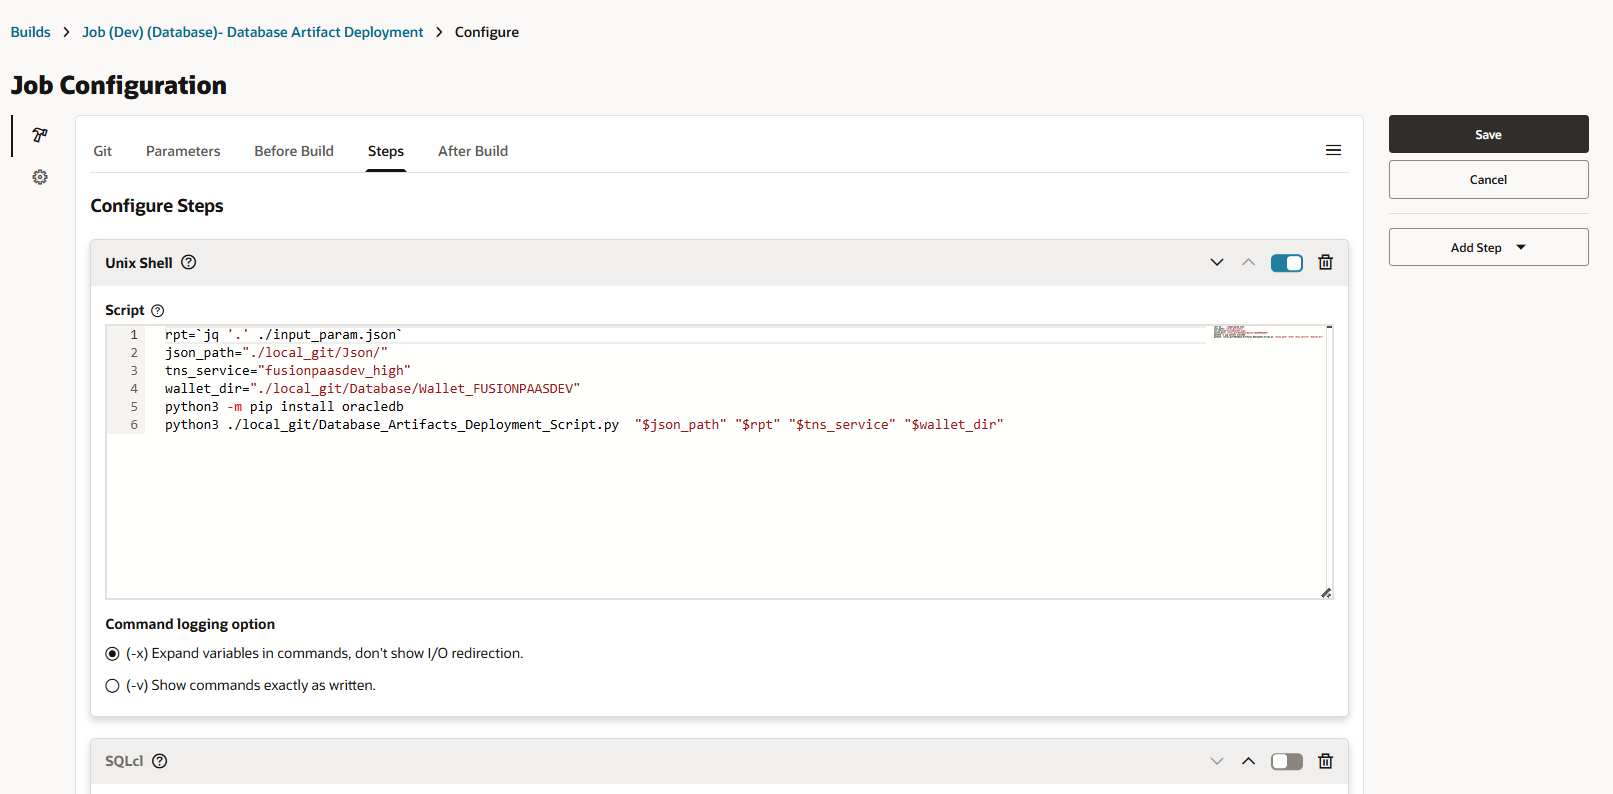 Builds > Job (Dev) (Database)- Database Artifact Deployment > Configure
Job Configuration
Git Parameters Before Build Steps After Build
Save
Cancel
Add Step
Configure Steps
Unix Shell
Script
1 rpt=`jq '.' ./input_param.json`
2 json_path="./local_git/Json/"
3 tns_service="fusionpaasdev_high"
4 wallet_dir="./local_git/Database/Wallet_FUSIONPAASDEV"
5 python3 -m pip install oracledb
6 python3 ./local_git/Database_Artifacts_Deployment_Script.py  "$json_path" "$rpt" "$tns_service" "$wallet_dir"
Command logging option
(-x) Expand variables in commands, don't show I/O redirection.
(-v) Show commands exactly as written.
SQLcl